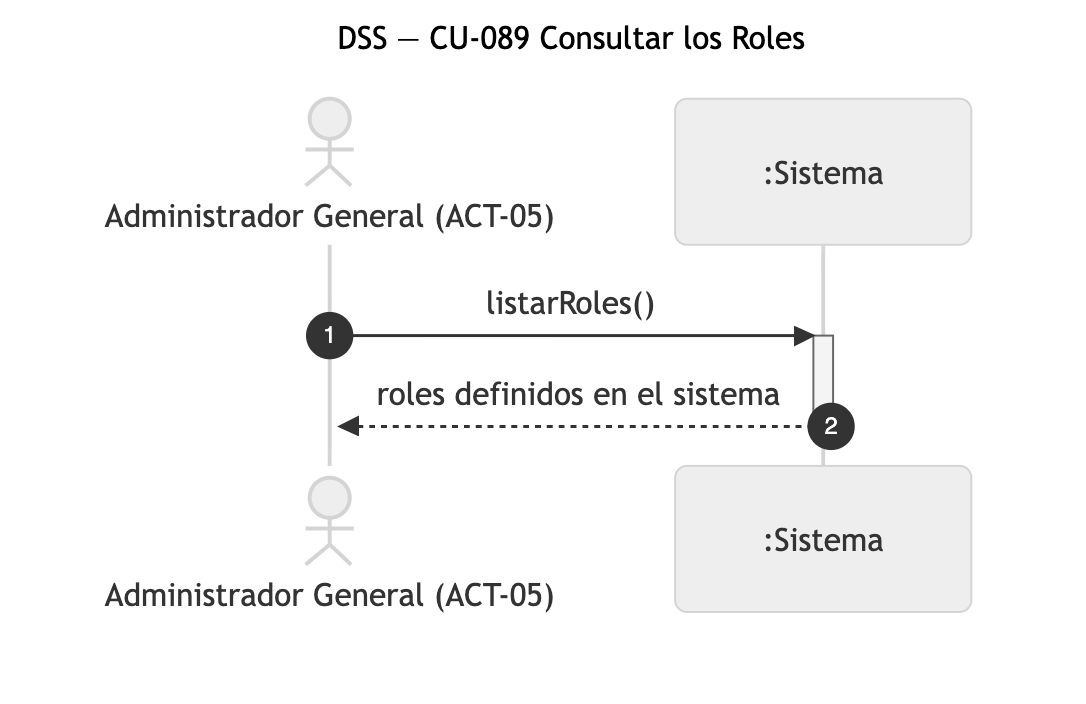 DSS — CU-089 Consultar los Roles
Administrador General (ACT-05)
:Sistema
listarRoles()
1
roles definidos en el sistema
2
Administrador General (ACT-05)
:Sistema